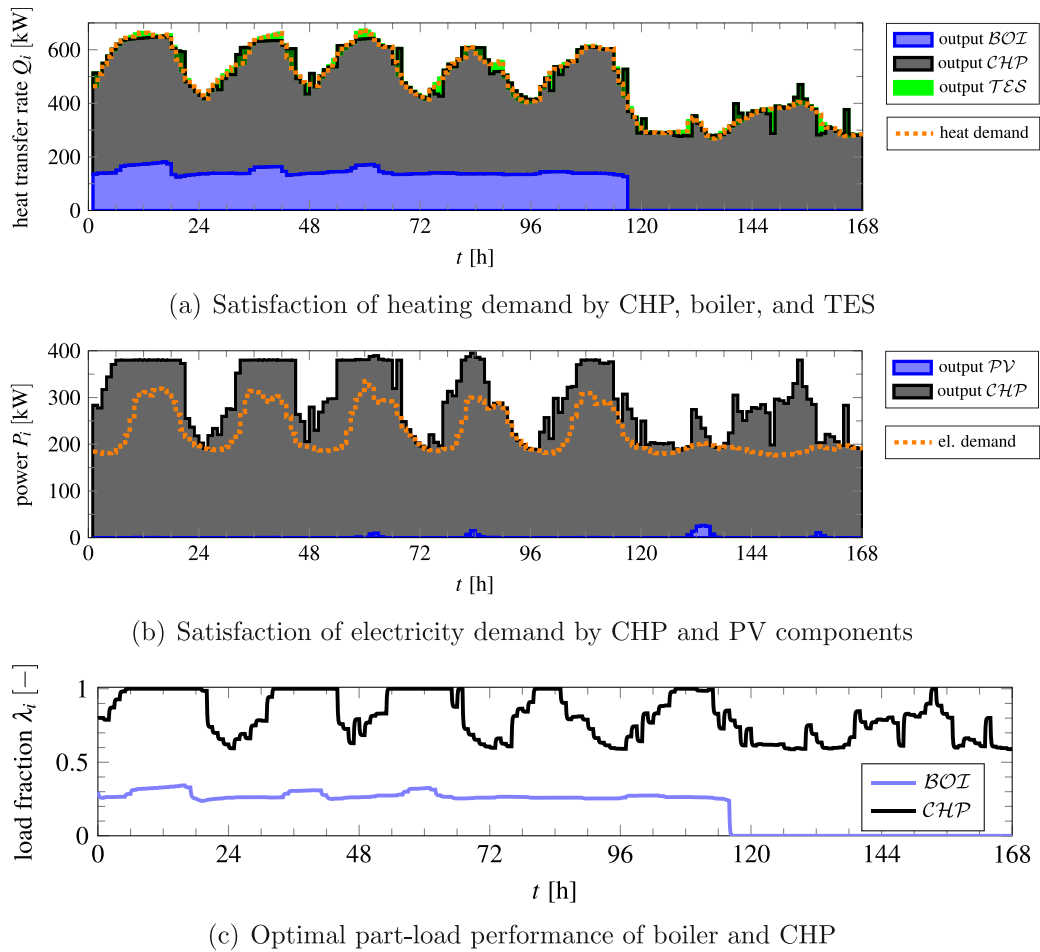 heat transfer rate Q̇ᵢ [kW]
600
400
200
0
0 24 48 72 96 120 144 168
t [h]
output BOI
output CHP
output TES
heat demand
(a) Satisfaction of heating demand by CHP, boiler, and TES
power Pᵢ [kW]
400
300
200
100
0
0 24 48 72 96 120 144 168
t [h]
output PV
output CHP
el. demand
(b) Satisfaction of electricity demand by CHP and PV components
load fraction λᵢ [−]
1
0.5
0
0 24 48 72 96 120 144 168
t [h]
BOI
CHP
(c) Optimal part-load performance of boiler and CHP